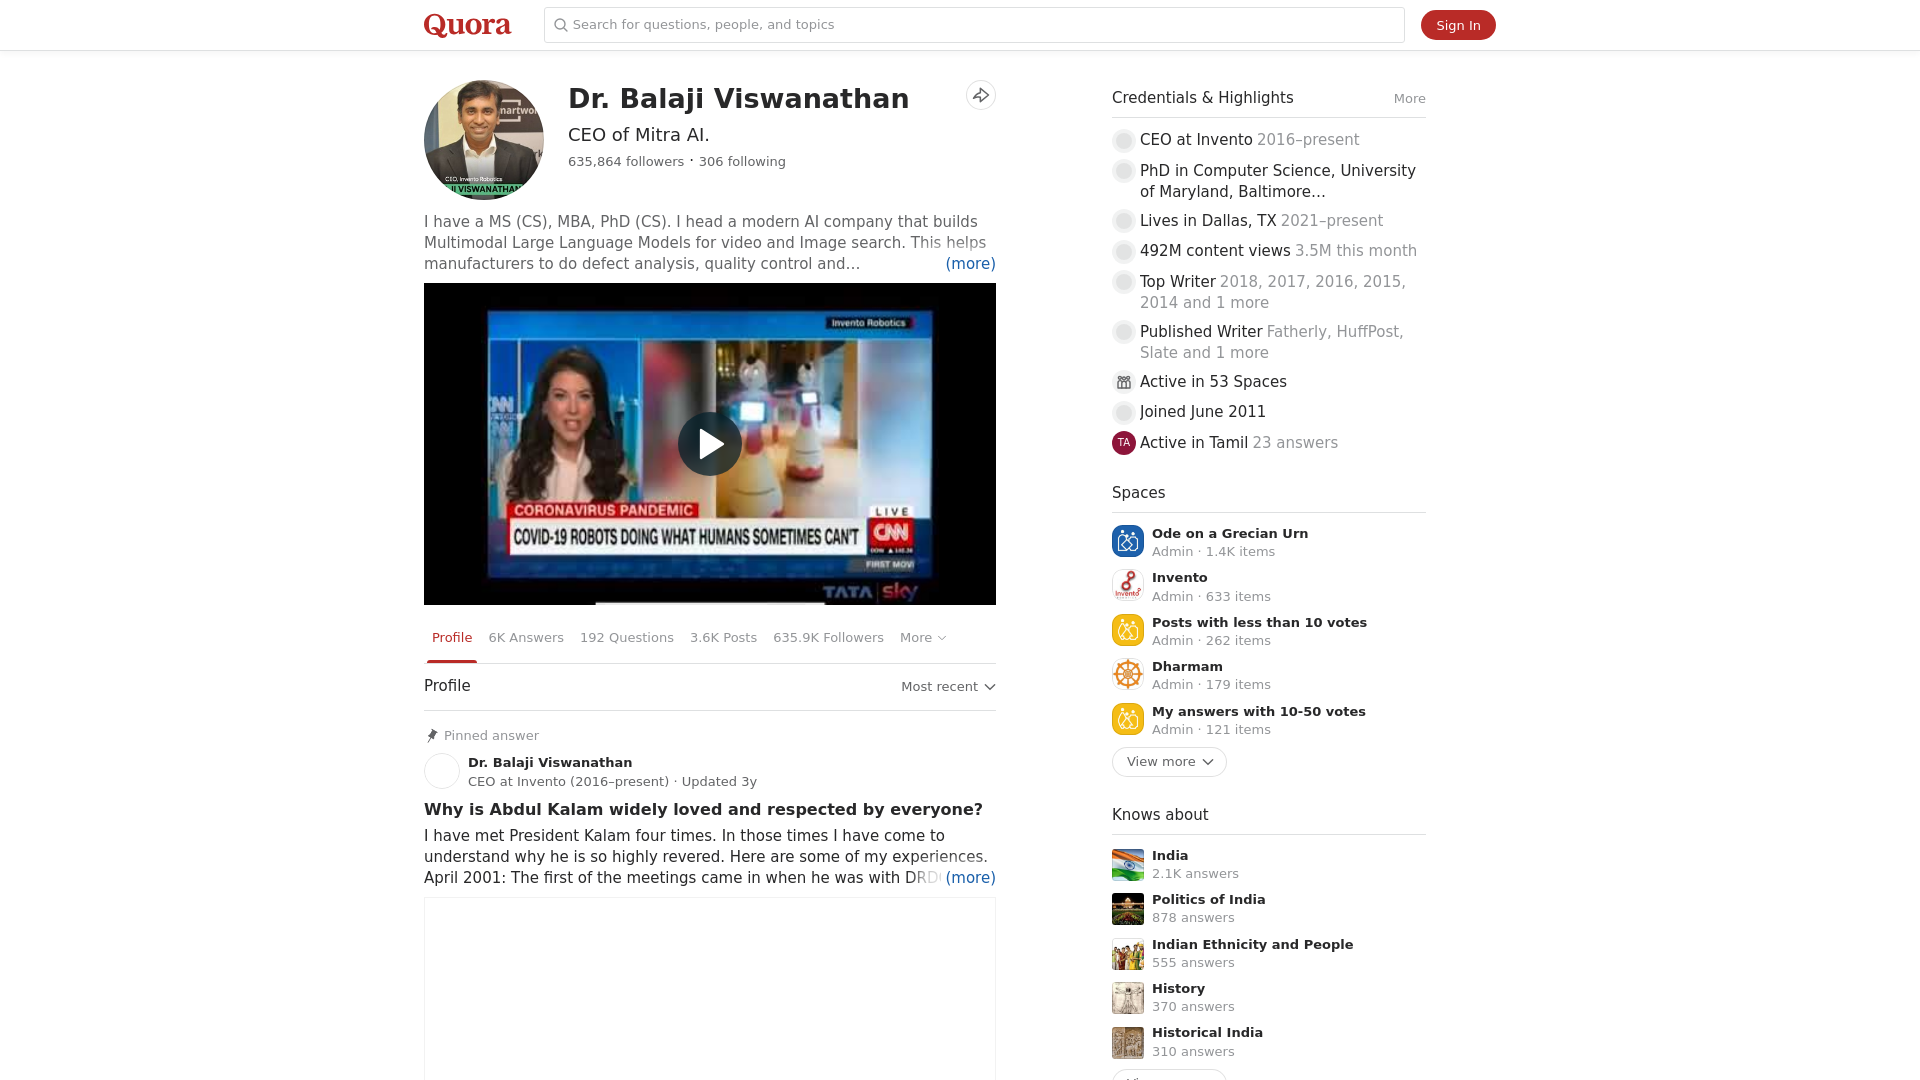 Quora
Search for questions, people, and topics
Sign In
Dr. Balaji Viswanathan
CEO of Mitra AI.
635,864 followers · 306 following
CEO, Invento Robotics
JI VISWANATHAN
I have a MS (CS), MBA, PhD (CS). I head a modern AI company that builds
Multimodal Large Language Models for video and Image search. This helps
manufacturers to do defect analysis, quality control and…
(more)
Invento Robotics
CNN
CORONAVIRUS PANDEMIC
LIVE
COVID-19 ROBOTS DOING WHAT HUMANS SOMETIMES CAN'T
CNN
FIRST MOV
TATA sky
Profile
6K Answers
192 Questions
3.6K Posts
635.9K Followers
More
Profile
Most recent
Pinned answer
Dr. Balaji Viswanathan
CEO at Invento (2016–present) · Updated 3y
Why is Abdul Kalam widely loved and respected by everyone?
I have met President Kalam four times. In those times I have come to
understand why he is so highly revered. Here are some of my experiences.
April 2001: The first of the meetings came in when he was with DRD
(more)
Credentials & Highlights
More
CEO at Invento 2016–present
PhD in Computer Science, University
of Maryland, Baltimore…
Lives in Dallas, TX 2021–present
492M content views 3.5M this month
Top Writer 2018, 2017, 2016, 2015,
2014 and 1 more
Published Writer Fatherly, HuffPost,
Slate and 1 more
Active in 53 Spaces
Joined June 2011
TA
Active in Tamil 23 answers
Spaces
Ode on a Grecian Urn
Admin · 1.4K items
Invento
Admin · 633 items
Posts with less than 10 votes
Admin · 262 items
Dharmam
Admin · 179 items
My answers with 10-50 votes
Admin · 121 items
View more
Knows about
India
2.1K answers
Politics of India
878 answers
Indian Ethnicity and People
555 answers
History
370 answers
Historical India
310 answers